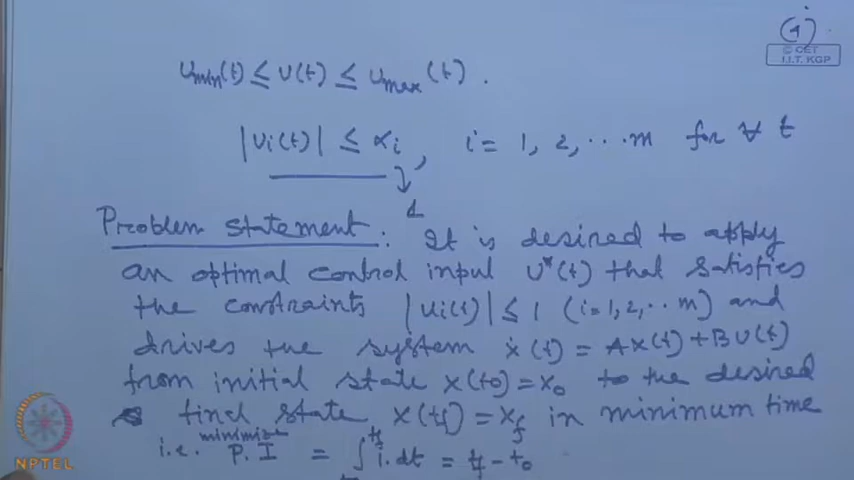 (4)
© CET
I.I.T. KGP
Umin(t) ≤ U(t) ≤ Umax(t).
|Ui(t)| ≤ αi, i = 1, 2, ... m for ∀ t
1
Problem statement: It is desired to apply
an optimal control input U*(t) that satisfies
the constraints |Ui(t)| ≤ 1 (i=1,2,..m) and
drives the system ẋ(t) = AX(t)+BU(t)
from initial state X(t0)=X0 to the desired
final state X(tf)=Xf in minimum time
minimize
i.e. P.I = ∫ 1.dt = tf - t0
NPTEL